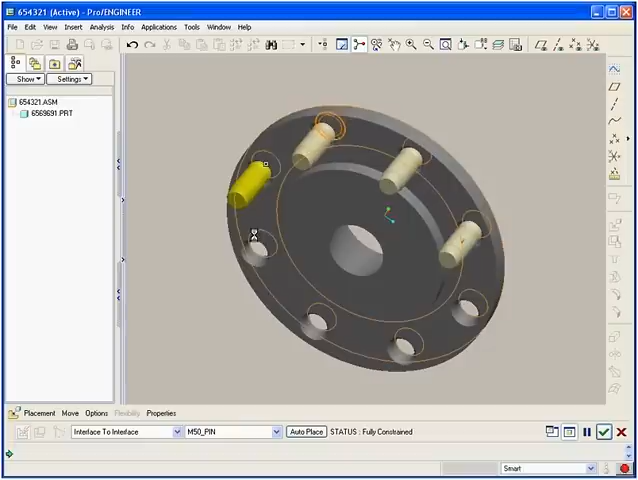 654321 (Active) - Pro/ENGINEER
File Edit View Insert Analysis Info Applications Tools Window Help
Show Settings
654321.ASM
6569691.PRT
Placement Move Options Flexibility Properties
Interface To Interface M50_PIN Auto Place STATUS : Fully Constrained
Smart